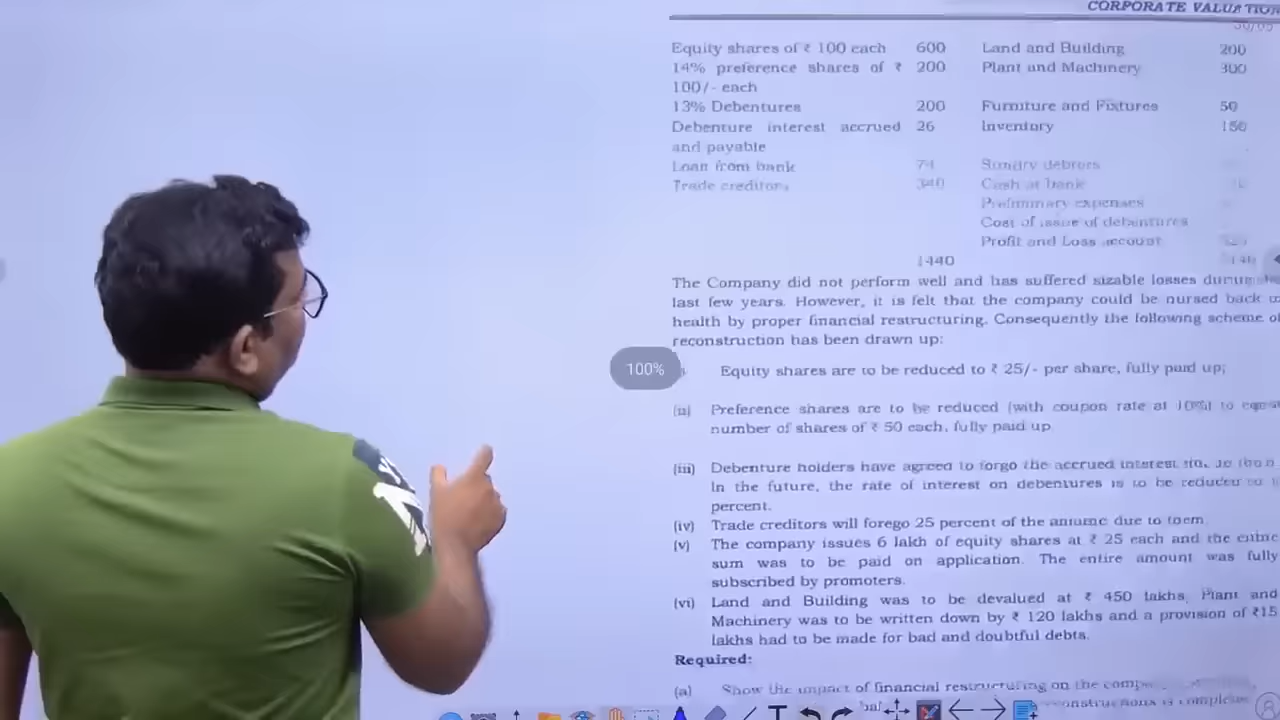 CORPORATE VALUATION
Equity shares of ₹ 100 each 600 Land and Building 200
14% preference shares of ₹ 200 Plant and Machinery 300
100/- each
13% Debentures 200 Furniture and Fixtures 50
Debenture interest accrued 26 Inventory 150
and payable
Loan from bank 74 Sundry debtors
Trade creditors 340 Cash at bank
Preliminary expenses
Cost of issue of debentures
Profit and Loss account
1440
The Company did not perform well and has suffered sizable losses during
last few years. However, it is felt that the company could be nursed back
health by proper financial restructuring. Consequently the following scheme of
reconstruction has been drawn up:
100%
Equity shares are to be reduced to ₹ 25/- per share, fully paid up;
(ii) Preference shares are to be reduced (with coupon rate at 10%) to
number of shares of ₹ 50 each, fully paid up
(iii) Debenture holders have agreed to forgo the accrued interest
In the future, the rate of interest on debentures is to be reduced to
percent.
(iv) Trade creditors will forego 25 percent of the amount due to them
(v) The company issues 6 lakh of equity shares at ₹ 25 each and the entire
sum was to be paid on application. The entire amount was fully
subscribed by promoters.
(vi) Land and Building was to be devalued at ₹ 450 lakhs, Plant and
Machinery was to be written down by ₹ 120 lakhs and a provision of ₹15
lakhs had to be made for bad and doubtful debts.
Required:
(a) Show the impact of financial restructuring on the